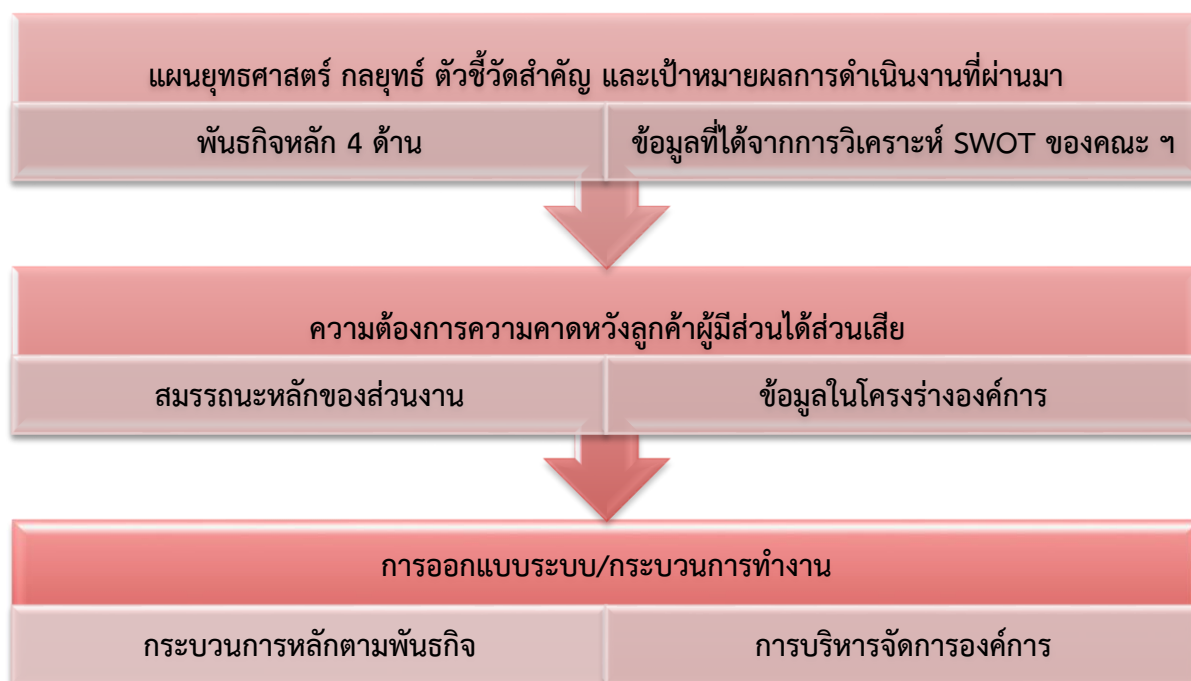 แผนยุทธศาสตร์ กลยุทธ์ ตัวชี้วัดสำคัญ และเป้าหมายผลการดำเนินงานที่ผ่านมา
พันธกิจหลัก 4 ด้าน
ข้อมูลที่ได้จากการวิเคราะห์ SWOT ของคณะ ฯ
ความต้องการความคาดหวังลูกค้าผู้มีส่วนได้ส่วนเสีย
สมรรถนะหลักของส่วนงาน
ข้อมูลในโครงร่างองค์การ
การออกแบบระบบ/กระบวนการทำงาน
กระบวนการหลักตามพันธกิจ
การบริหารจัดการองค์การ